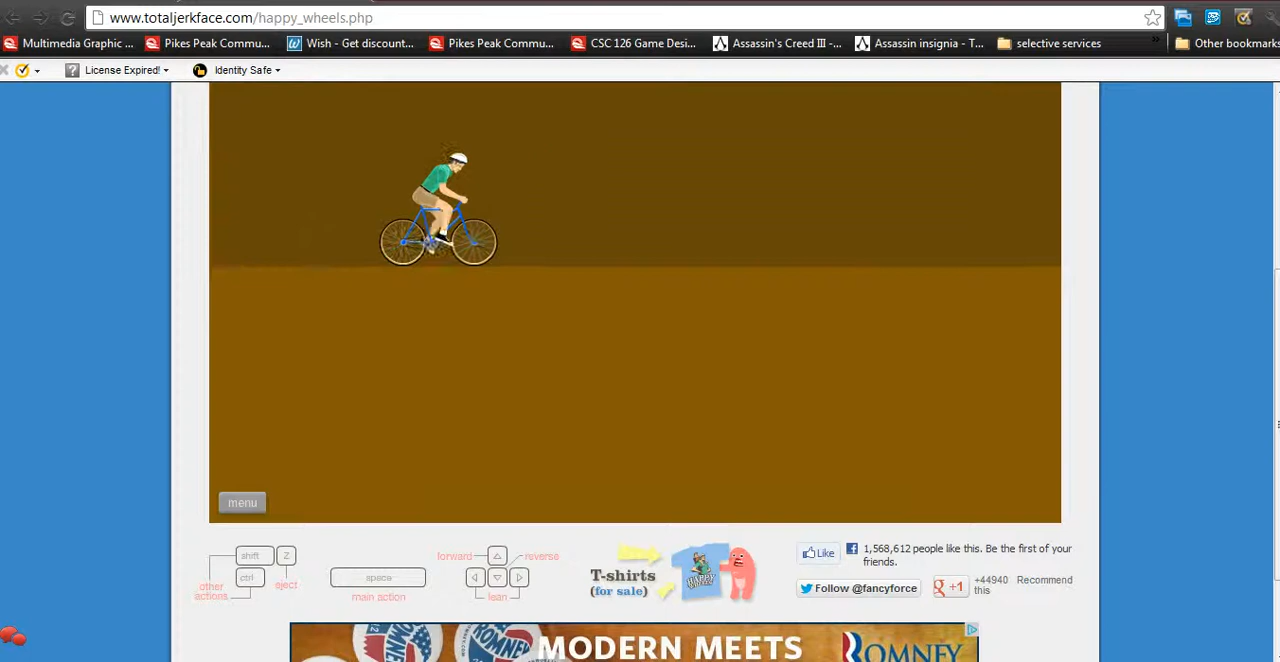 www.totaljerkface.com/happy_wheels.php
Multimedia Graphic ... Pikes Peak Commu... Wish - Get discount... Pikes Peak Commu... CSC 126 Game Desi... Assassin's Creed III -... Assassin insignia - T... selective services » Other bookmarks
License Expired! Identity Safe
menu
shift Z
ctrl
other
actions
eject
space
main action
forward
reverse
lean
T-shirts
(for sale)
HAPPY
Like
1,568,612 people like this. Be the first of your
friends.
Follow @fancyforce
g +1
+44940 Recommend
this
ROMNEY
ROMNEY
MODERN MEETS
ROMNEY